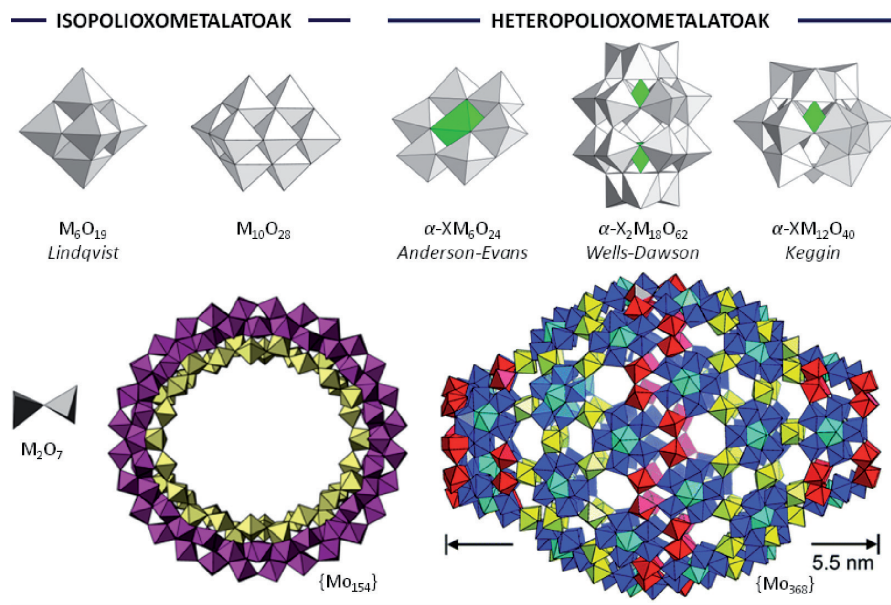 ISOPOLIOXOMETALATOAK
HETEROPOLIOXOMETALATOAK
M₆O₁₉
Lindqvist
M₁₀O₂₈
α-XM₆O₂₄
Anderson-Evans
α-X₂M₁₈O₆₂
Wells-Dawson
α-XM₁₂O₄₀
Keggin
M₂O₇
{Mo₁₅₄}
5.5 nm
{Mo₃₆₈}